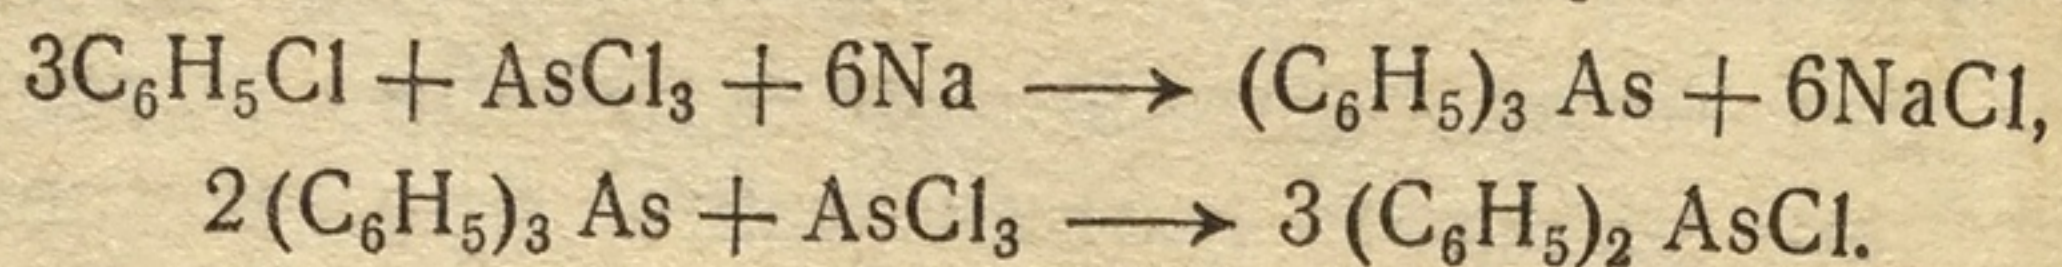 3C₆H₅Cl + AsCl₃ + 6Na ⟶ (C₆H₅)₃ As + 6NaCl,
2 (C₆H₅)₃ As + AsCl₃ ⟶ 3 (C₆H₅)₂ AsCl.